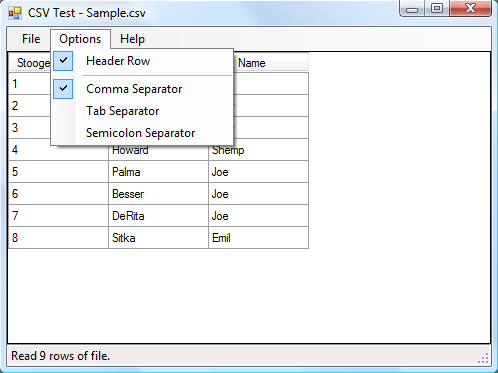 CSV Test - Sample.csv
File Options Help
Header Row
Comma Separator
Tab Separator
Semicolon Separator
Stooge Name
1
2
3
4 Howard Shemp
5 Palma Joe
6 Besser Joe
7 DeRita Joe
8 Sitka Emil
Read 9 rows of file.